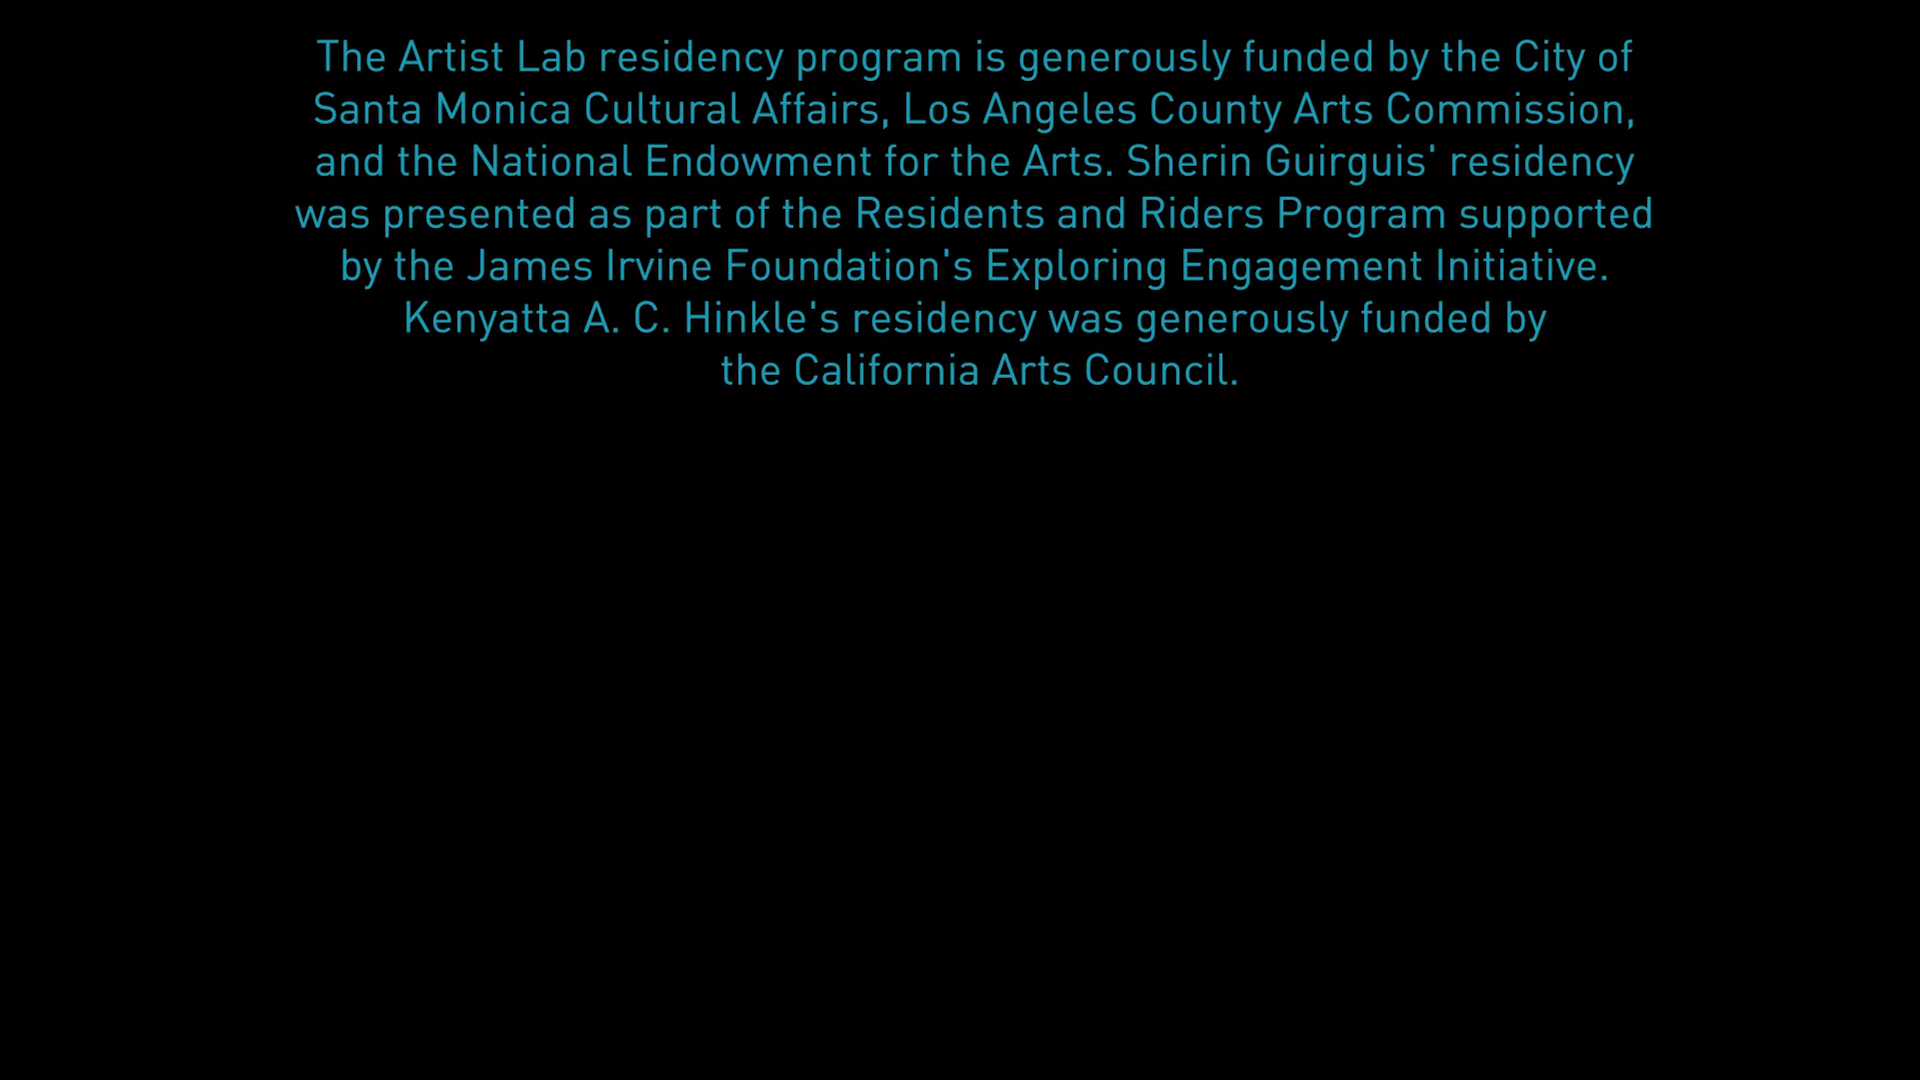 The Artist Lab residency program is generously funded by the City of
Santa Monica Cultural Affairs, Los Angeles County Arts Commission,
and the National Endowment for the Arts. Sherin Guirguis' residency
was presented as part of the Residents and Riders Program supported
by the James Irvine Foundation's Exploring Engagement Initiative.
Kenyatta A. C. Hinkle's residency was generously funded by
the California Arts Council.